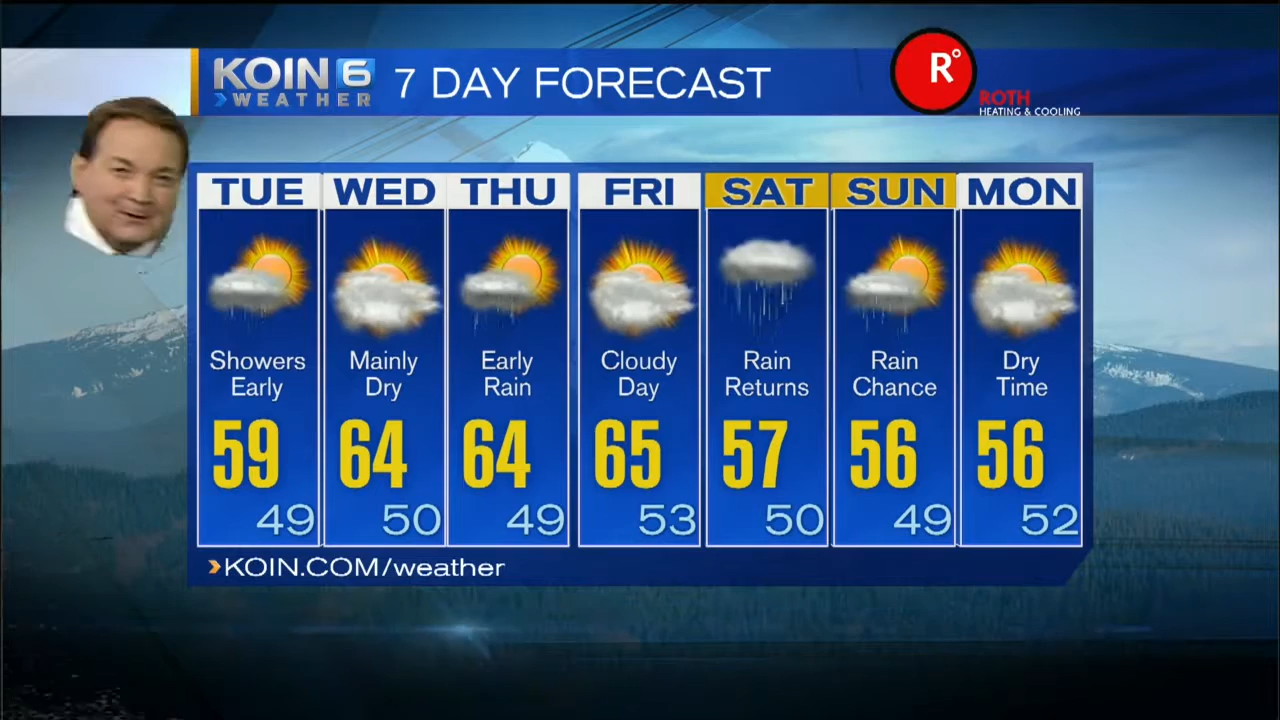 KOIN 6
WEATHER
7 DAY FORECAST
R°
ROTH
HEATING & COOLING
TUE WED THU FRI SAT SUN MON
Showers Early
Mainly Dry
Early Rain
Cloudy Day
Rain Returns
Rain Chance
Dry Time
59 64 64 65 57 56 56
49 50 49 53 50 49 52
KOIN.COM/weather